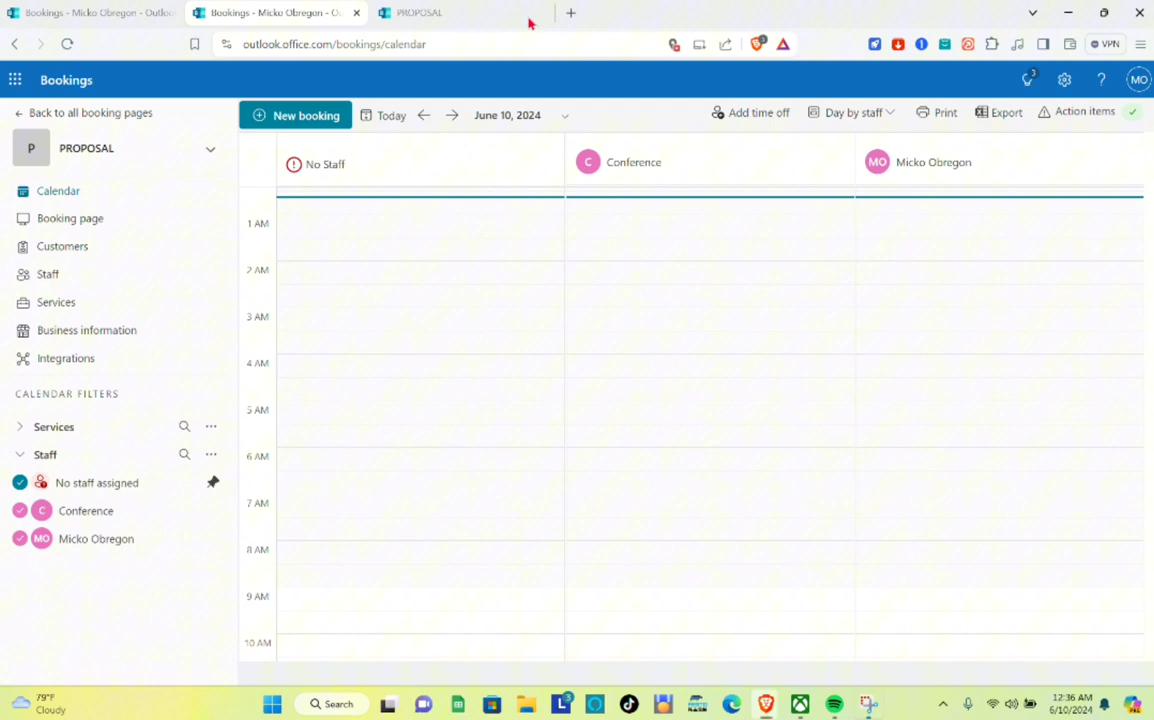 Bookings - Micko Obregon - Outloo
Bookings - Micko Obregon - Ou
PROPOSAL
outlook.office.com/bookings/calendar
VPN
Bookings
3
MO
Back to all booking pages
New booking
Today
June 10, 2024
Add time off
Day by staff
Print
Export
Action items
P
PROPOSAL
No Staff
C
Conference
MO
Micko Obregon
Calendar
Booking page
Customers
Staff
Services
Business information
Integrations
CALENDAR FILTERS
Services
Staff
No staff assigned
C
Conference
MO
Micko Obregon
1 AM
2 AM
3 AM
4 AM
5 AM
6 AM
7 AM
8 AM
9 AM
10 AM
79°F
Cloudy
Search
12:36 AM
6/10/2024